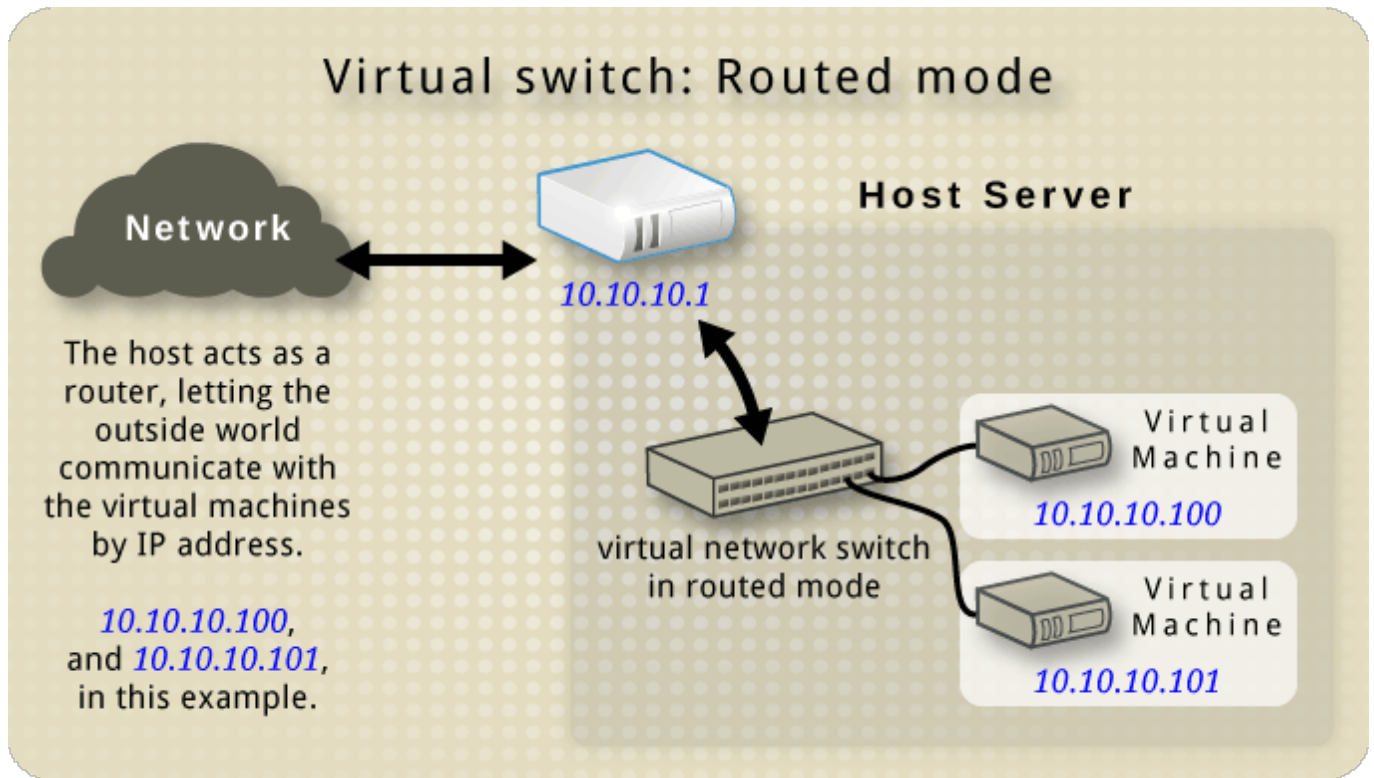 Virtual switch: Routed mode
Network
Host Server
10.10.10.1
The host acts as a
router, letting the
outside world
communicate with
the virtual machines
by IP address.
10.10.10.100,
and 10.10.10.101,
in this example.
virtual network switch
in routed mode
Virtual
Machine
10.10.10.100
Virtual
Machine
10.10.10.101